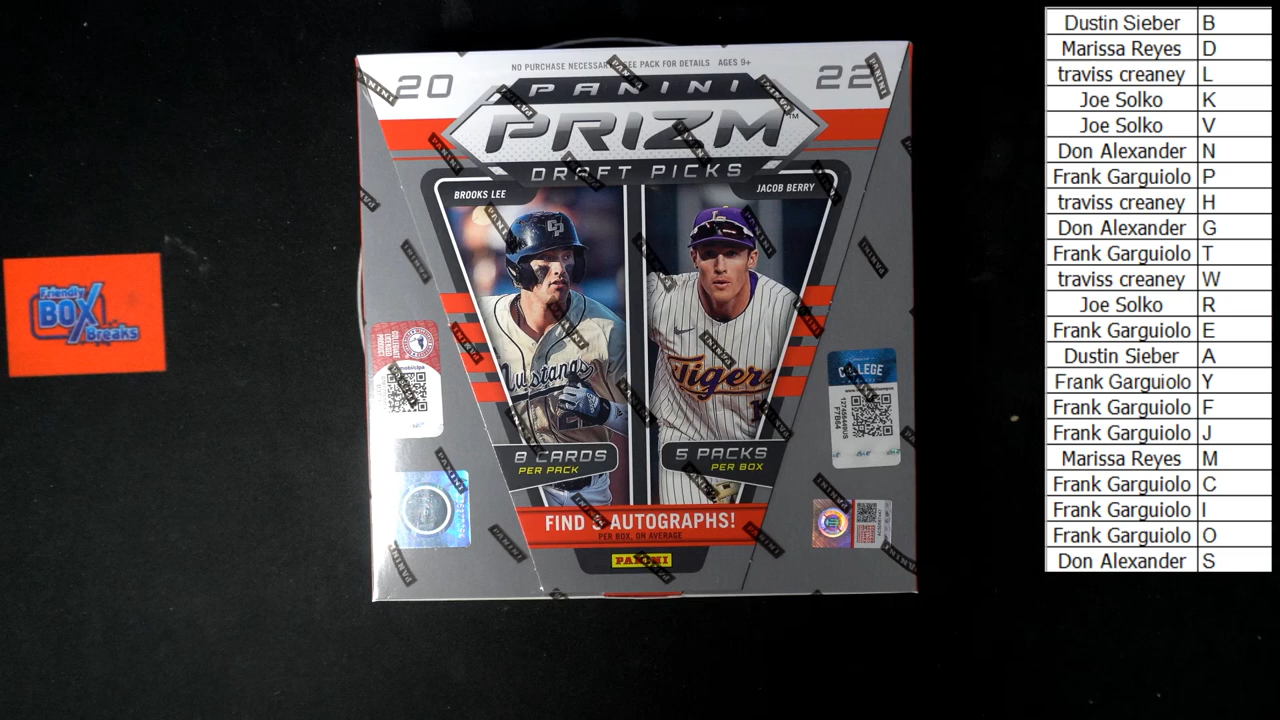 Friendly
BOX
Breaks
NO PURCHASE NECESSARY SEE PACK FOR DETAILS AGES 9+
20 22
PANINI
PRIZM™
DRAFT PICKS
BROOKS LEE
JACOB BERRY
Mustangs
Tigers
COLLEGE
8 CARDS
PER PACK
5 PACKS
PER BOX
FIND 5 AUTOGRAPHS!
PER BOX, ON AVERAGE
PANINI
Dustin Sieber B
Marissa Reyes D
traviss creaney L
Joe Solko K
Joe Solko V
Don Alexander N
Frank Garguiolo P
traviss creaney H
Don Alexander G
Frank Garguiolo T
traviss creaney W
Joe Solko R
Frank Garguiolo E
Dustin Sieber A
Frank Garguiolo Y
Frank Garguiolo F
Frank Garguiolo J
Marissa Reyes M
Frank Garguiolo C
Frank Garguiolo I
Frank Garguiolo O
Don Alexander S